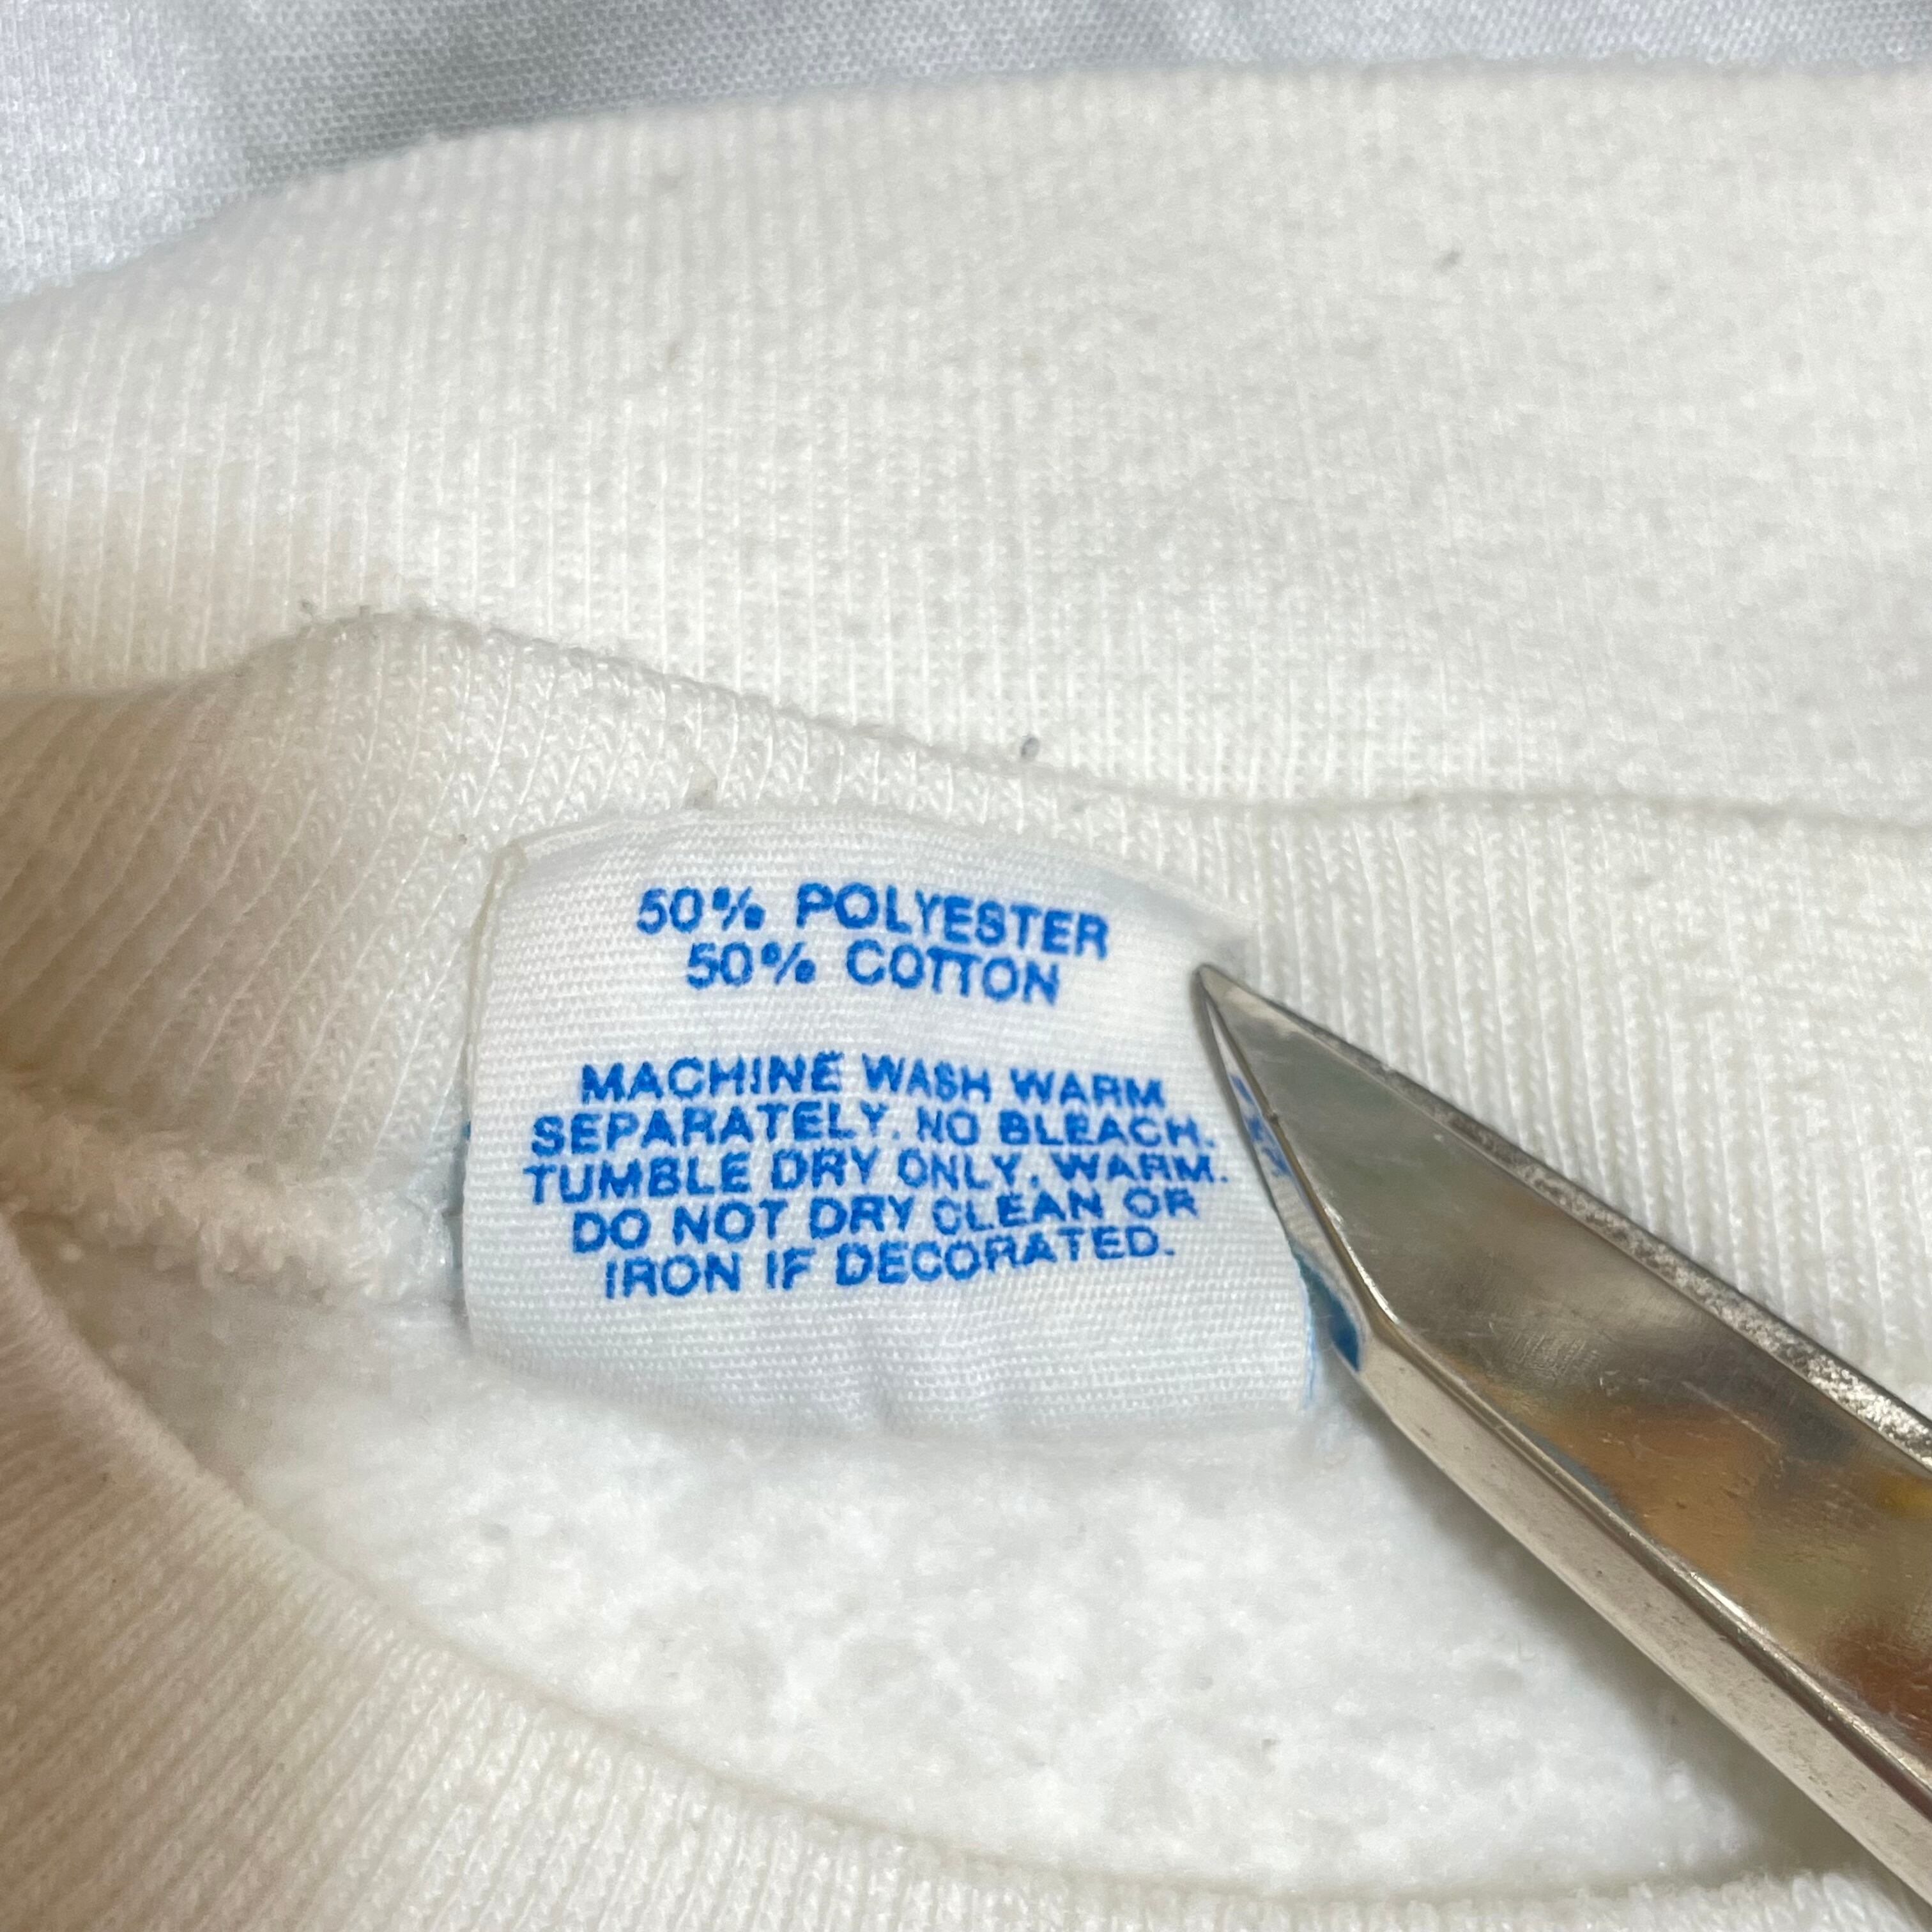 50% POLYESTER
50% COTTON
MACHINE WASH WARM
SEPARATELY. NO BLEACH.
TUMBLE DRY ONLY. WARM.
DO NOT DRY CLEAN OR
IRON IF DECORATED.